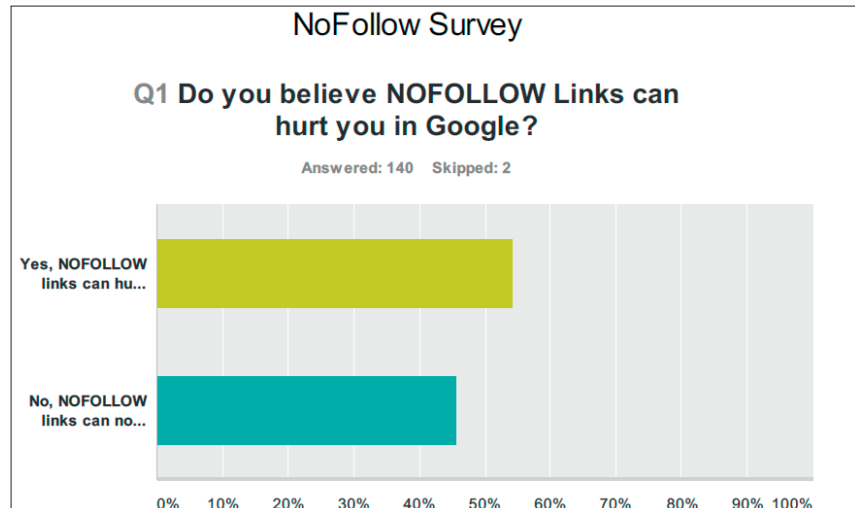 NoFollow Survey
Q1 Do you believe NOFOLLOW Links can
hurt you in Google?
Answered: 140 Skipped: 2
Yes, NOFOLLOW
links can hu...
No, NOFOLLOW
links can no...
0% 10% 20% 30% 40% 50% 60% 70% 80% 90% 100%